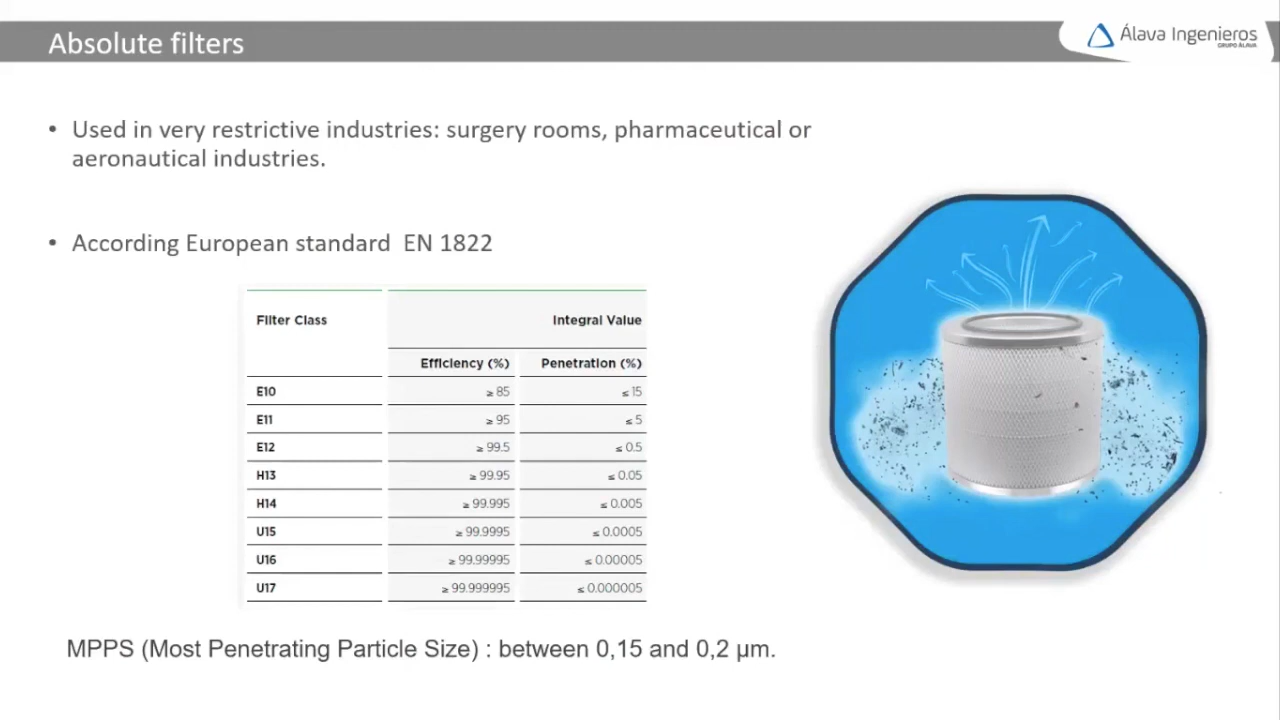 Absolute filters
Álava Ingenieros
GRUPO ÁLAVA
• Used in very restrictive industries: surgery rooms, pharmaceutical or
aeronautical industries.
• According European standard EN 1822
Filter Class Integral Value
Efficiency (%) Penetration (%)
E10 ≥ 85 ≤ 15
E11 ≥ 95 ≤ 5
E12 ≥ 99.5 ≤ 0.5
H13 ≥ 99.95 ≤ 0.05
H14 ≥ 99.995 ≤ 0.005
U15 ≥ 99.9995 ≤ 0.0005
U16 ≥ 99.99995 ≤ 0.00005
U17 ≥ 99.999995 ≤ 0.000005
MPPS (Most Penetrating Particle Size) : between 0,15 and 0,2 μm.